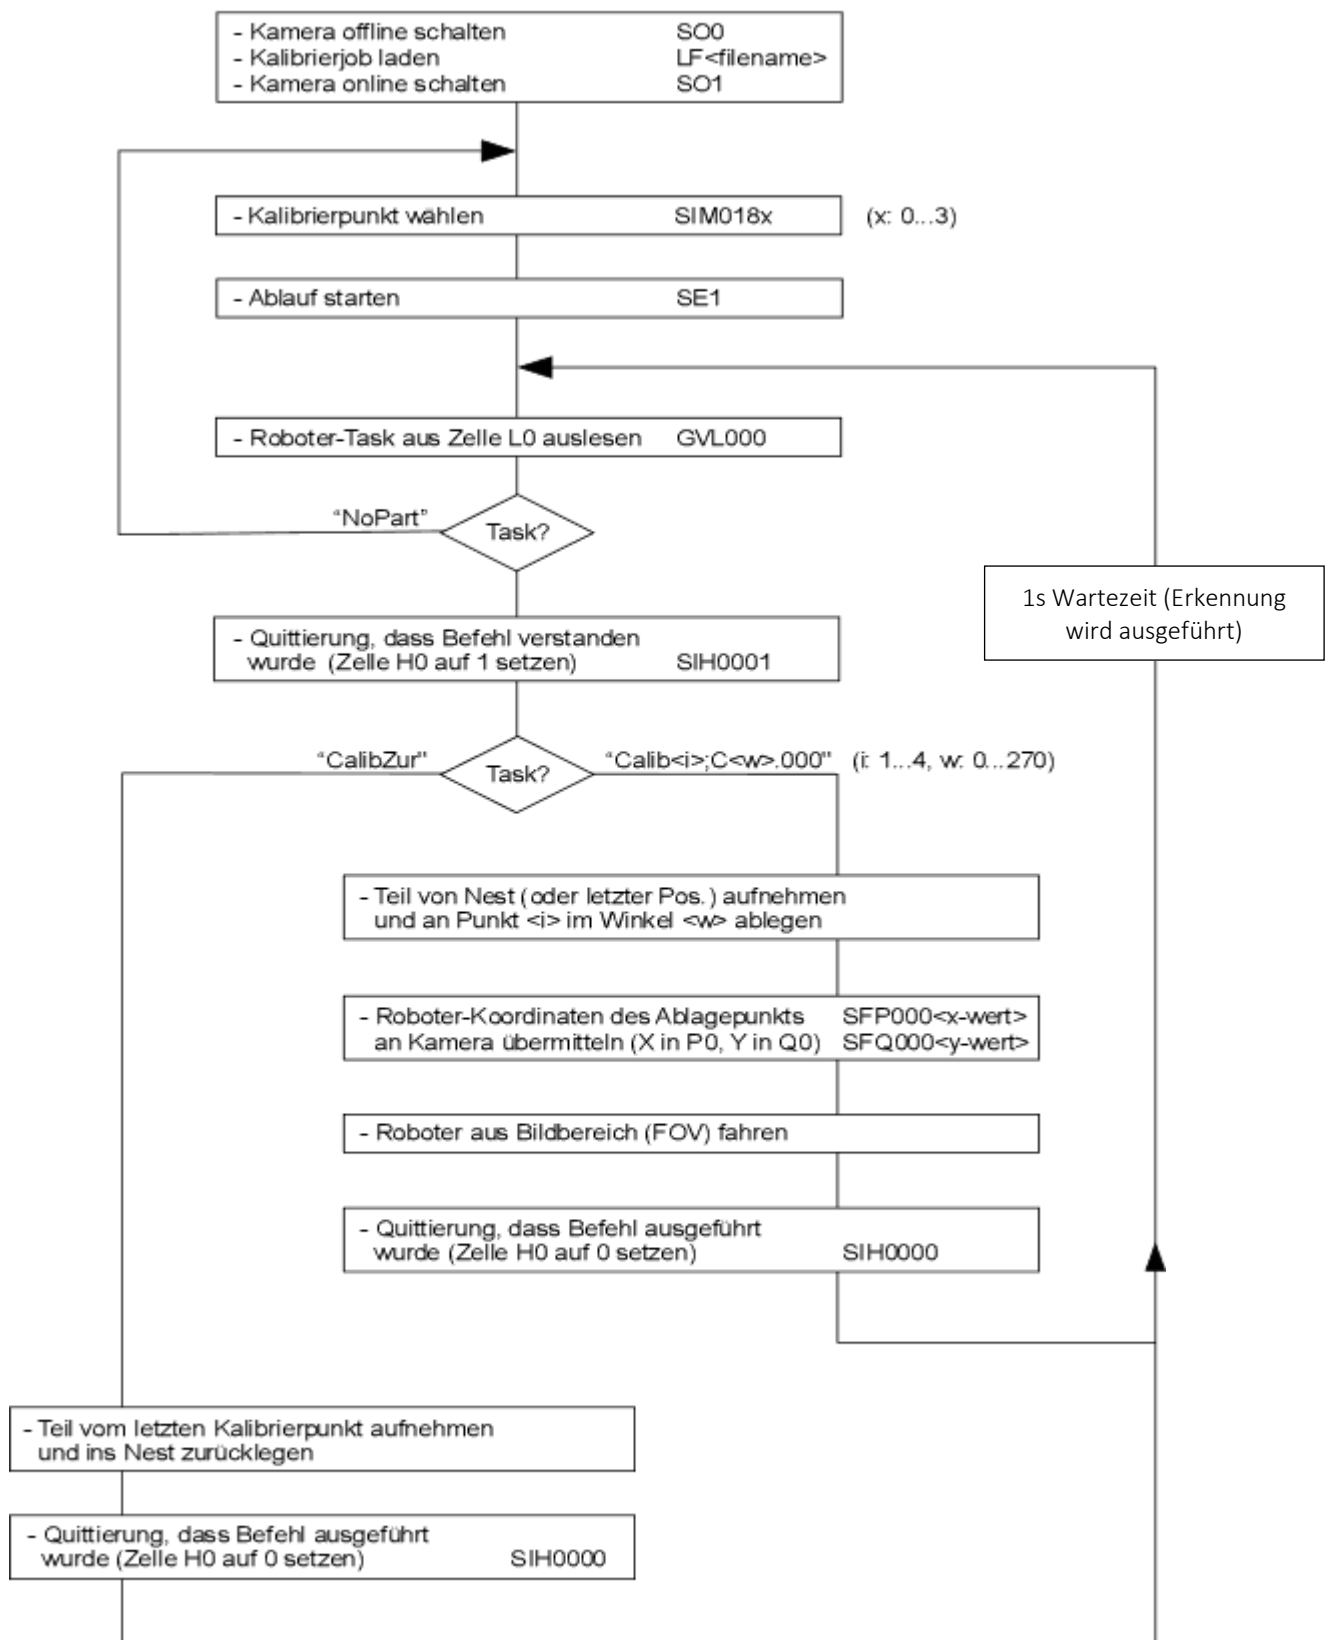 - Kamera offline schalten SO0
- Kalibrierjob laden LF<filename>
- Kamera online schalten SO1
- Kalibrierpunkt wählen SIM018x (x: 0...3)
- Ablauf starten SE1
- Roboter-Task aus Zelle L0 auslesen GVL000
"NoPart"
Task?
1s Wartezeit (Erkennung
wird ausgeführt)
- Quittierung, dass Befehl verstanden
wurde (Zelle H0 auf 1 setzen) SIH0001
"CalibZur" "Calib<i>;C<w>.000" (i: 1...4, w: 0...270)
Task?
- Teil von Nest (oder letzter Pos.) aufnehmen
und an Punkt <i> im Winkel <w> ablegen
- Roboter-Koordinaten des Ablagepunkts SFP000<x-wert>
an Kamera übermitteln (X in P0, Y in Q0) SFQ000<y-wert>
- Roboter aus Bildbereich (FOV) fahren
- Quittierung, dass Befehl ausgeführt
wurde (Zelle H0 auf 0 setzen) SIH0000
- Teil vom letzten Kalibrierpunkt aufnehmen
und ins Nest zurücklegen
- Quittierung, dass Befehl ausgeführt
wurde (Zelle H0 auf 0 setzen) SIH0000